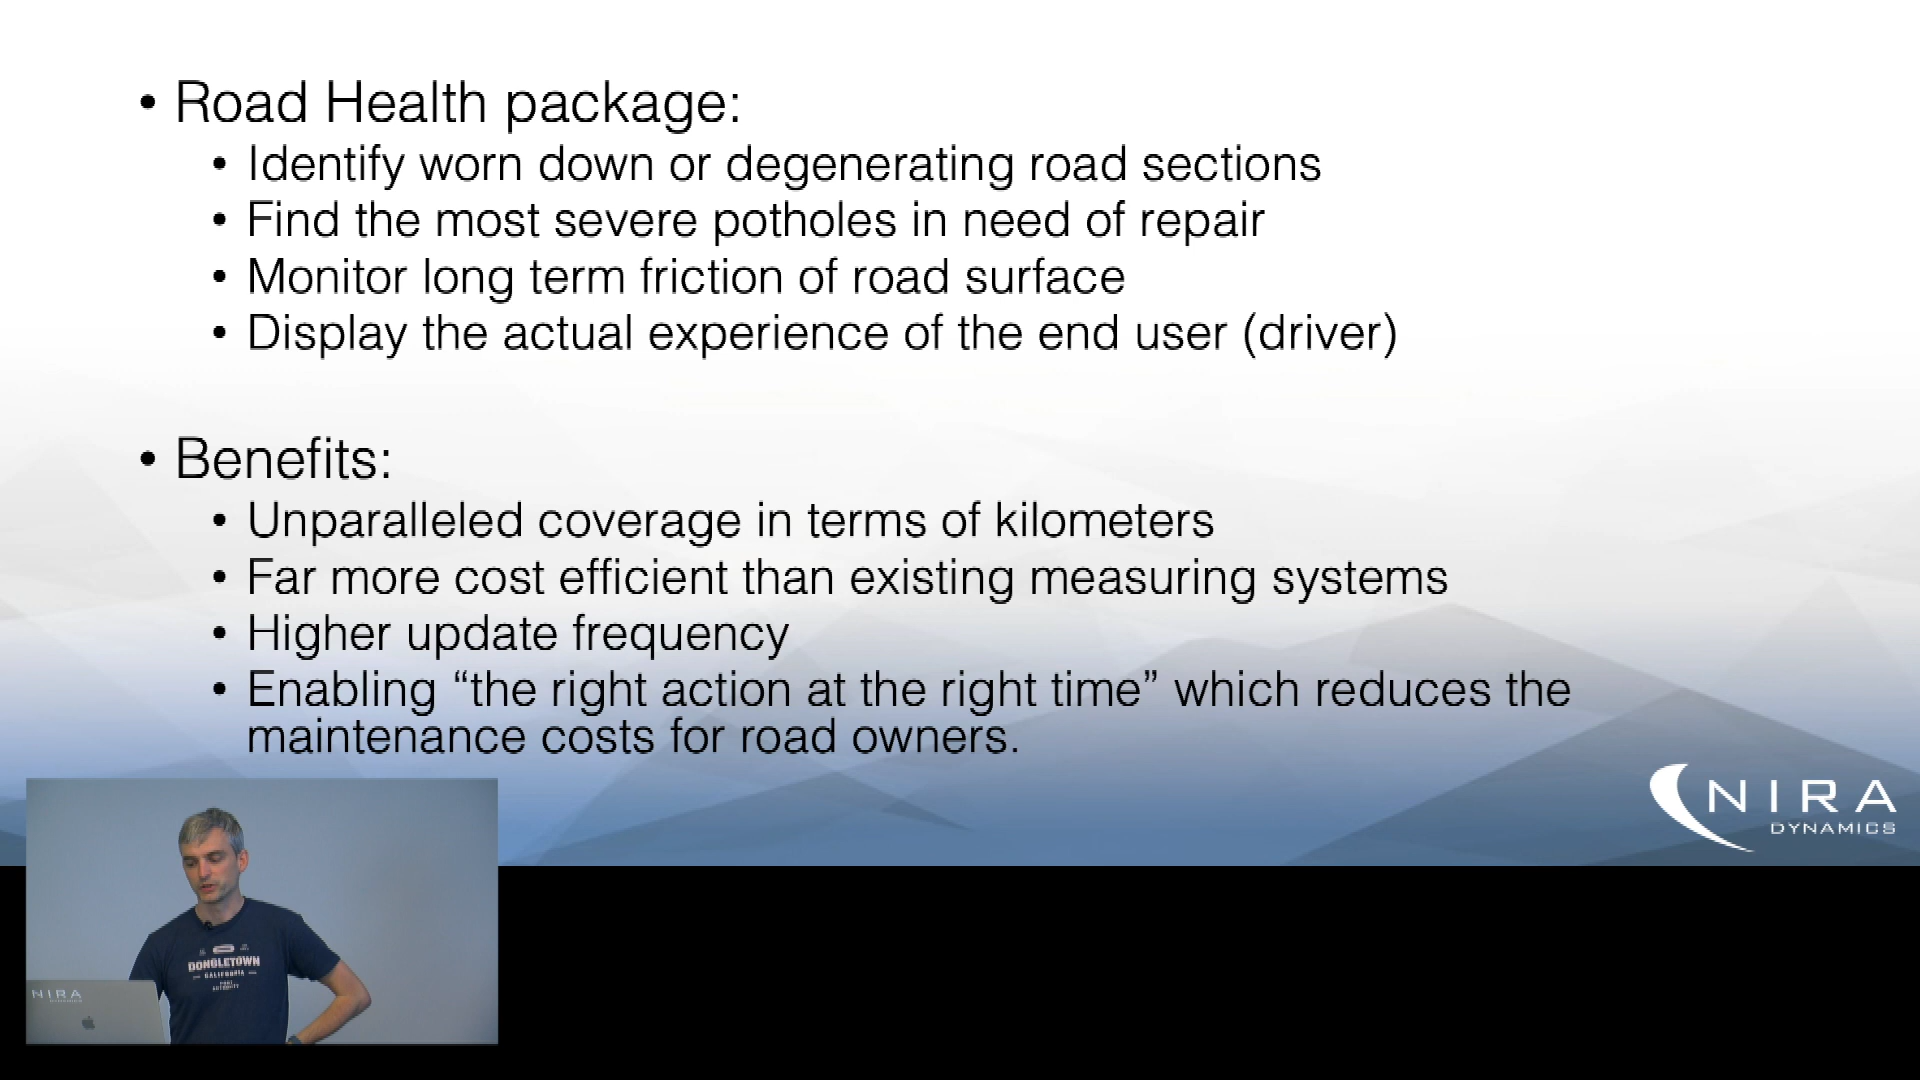 • Road Health package:
• Identify worn down or degenerating road sections
• Find the most severe potholes in need of repair
• Monitor long term friction of road surface
• Display the actual experience of the end user (driver)
• Benefits:
• Unparalleled coverage in terms of kilometers
• Far more cost efficient than existing measuring systems
• Higher update frequency
• Enabling “the right action at the right time” which reduces the
maintenance costs for road owners.
NIRA
DYNAMICS
DONGLETOWN
CALIFORNIA
PORT
AUTHORITY
NIRA
DYNAMICS